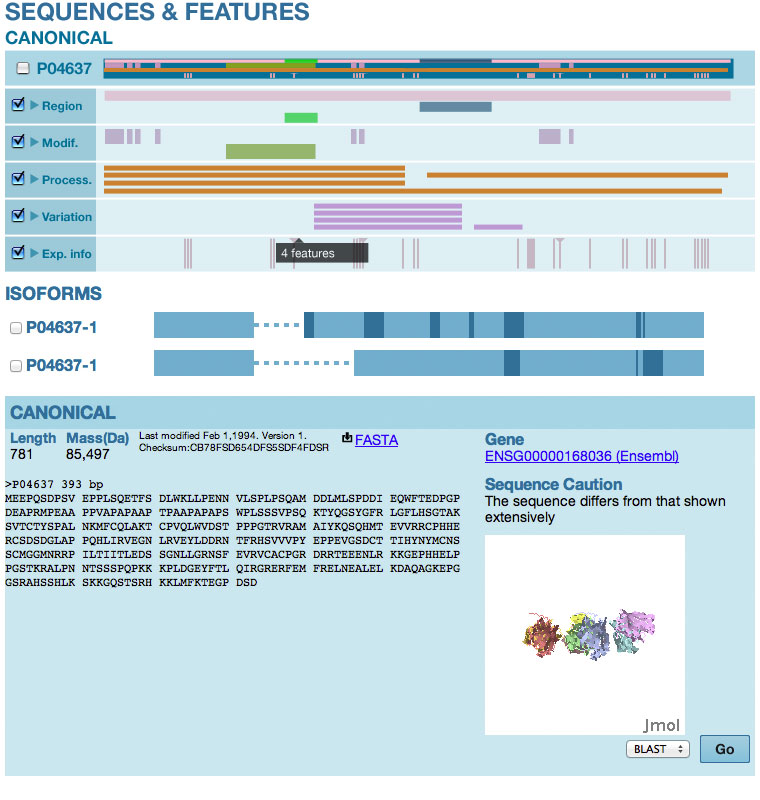 SEQUENCES & FEATURES
CANONICAL
P04637
Region
Modif.
Process.
Variation
Exp. info
4 features
ISOFORMS
P04637-1
P04637-1
CANONICAL
Length Mass(Da) Last modified Feb 1,1994. Version 1. FASTA
781 85,497 Checksum:CB78FSD654DFS5SDF4FDSR
Gene
ENSG00000168036 (Ensembl)
>P04637 393 bp
MEEPQSDPSV EPPLSQETFS DLWKLLPENN VLSPLPSQAM DDLMLSPDDI EQWFTEDPGP
DEAPRMPEAA PPVAPAPAAP TPAAPAPAPS WPLSSSVPSQ KTYQGSYGFR LGFLHSGTAK
SVTCTYSPAL NKMFCQLAKT CPVQLWVDST PPPGTRVRAM AIYKQSQHMT EVVRRCPHHE
RCSDSDGLAP PQHLIRVEGN LRVEYLDDRN TFRHSVVVPY EPPEVGSDCT TIHYNYMCNS
SCMGGMNRRP ILTIITLEDS SGNLLGRNSF EVRVCACPGR DRRTEEENLR KKGEPHHELP
PGSTKRALPN NTSSSPQPKK KPLDGEYFTL QIRGRERFEM FRELNEALEL KDAQAGKEPG
GSRAHSSHLK SKKGQSTSRH KKLMFKTEGP DSD
Sequence Caution
The sequence differs from that shown
extensively
Jmol
BLAST Go